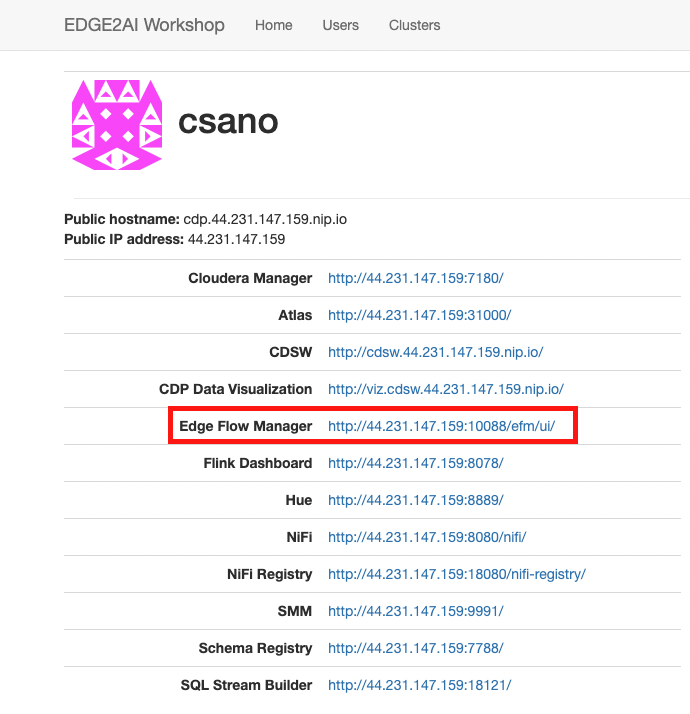 EDGE2AI Workshop Home Users Clusters
csano
Public hostname: cdp.44.231.147.159.nip.io
Public IP address: 44.231.147.159
Cloudera Manager http://44.231.147.159:7180/
Atlas http://44.231.147.159:31000/
CDSW http://cdsw.44.231.147.159.nip.io/
CDP Data Visualization http://viz.cdsw.44.231.147.159.nip.io/
Edge Flow Manager http://44.231.147.159:10088/efm/ui/
Flink Dashboard http://44.231.147.159:8078/
Hue http://44.231.147.159:8889/
NiFi http://44.231.147.159:8080/nifi/
NiFi Registry http://44.231.147.159:18080/nifi-registry/
SMM http://44.231.147.159:9991/
Schema Registry http://44.231.147.159:7788/
SQL Stream Builder http://44.231.147.159:18121/